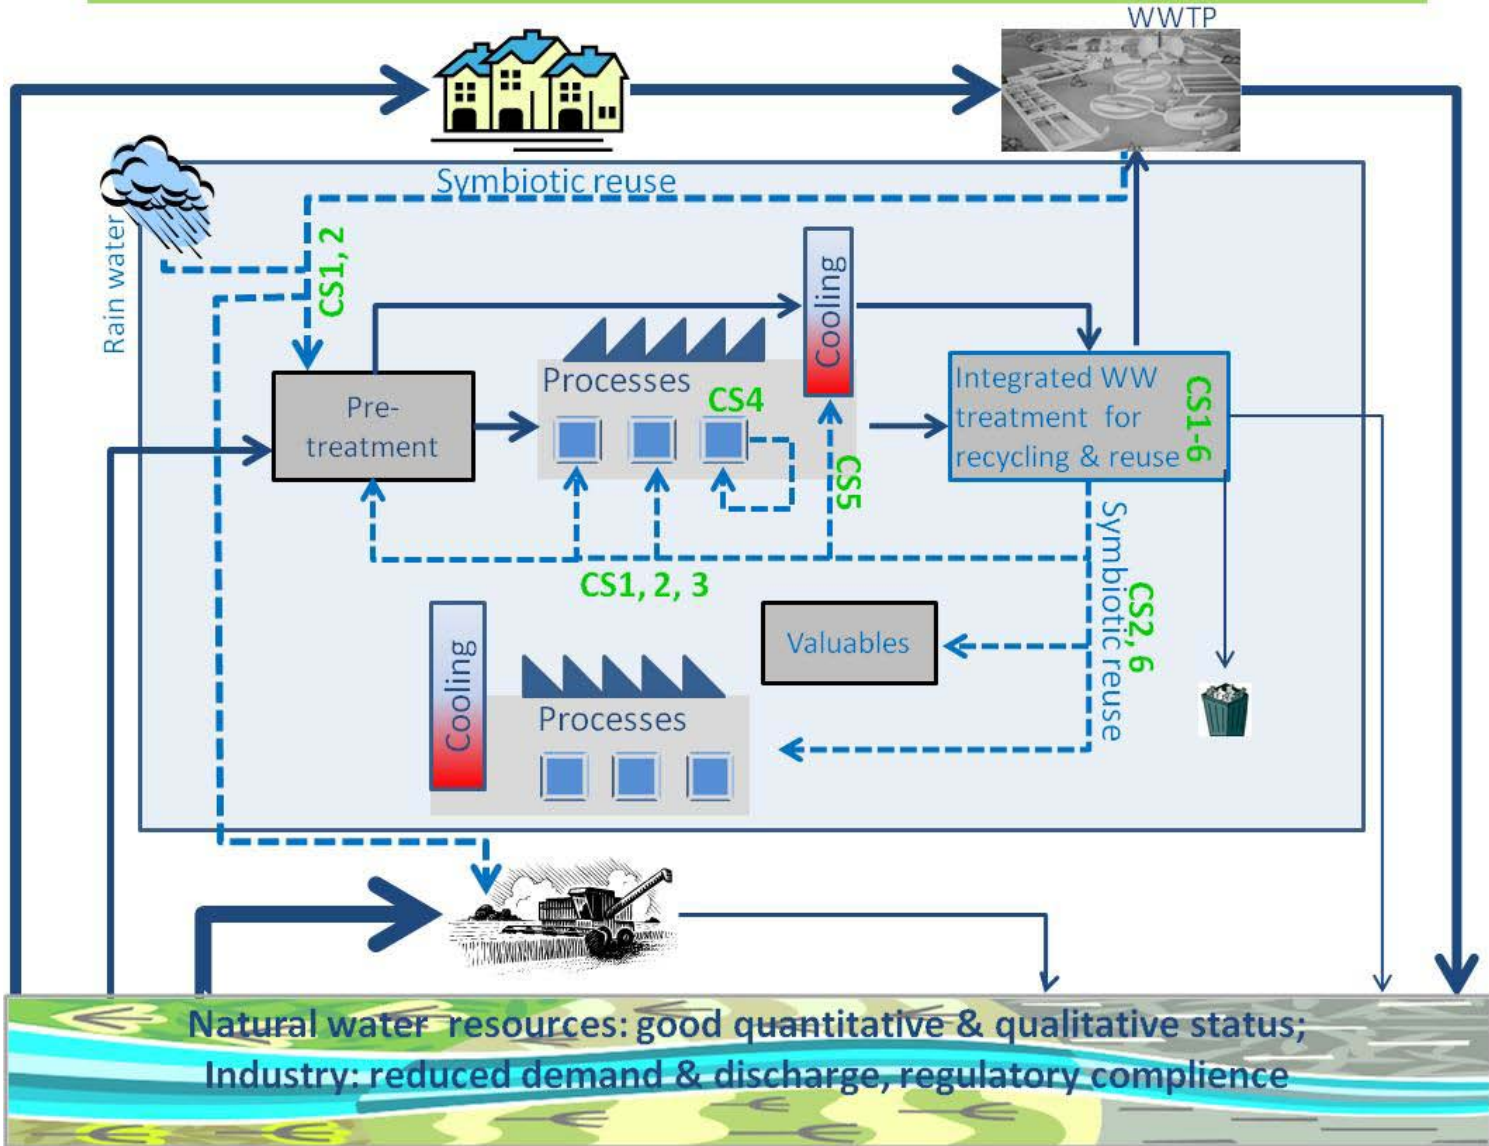 WWTP
Symbiotic reuse
Rain water
CS1, 2
Cooling
Processes
CS4
Pre-
treatment
Integrated WW
treatment for
recycling & reuse
CS1-6
CS5
CS1, 2, 3
Symbiotic reuse
CS2, 6
Valuables
Cooling
Processes
Natural water resources: good quantitative & qualitative status;
Industry: reduced demand & discharge, regulatory complience